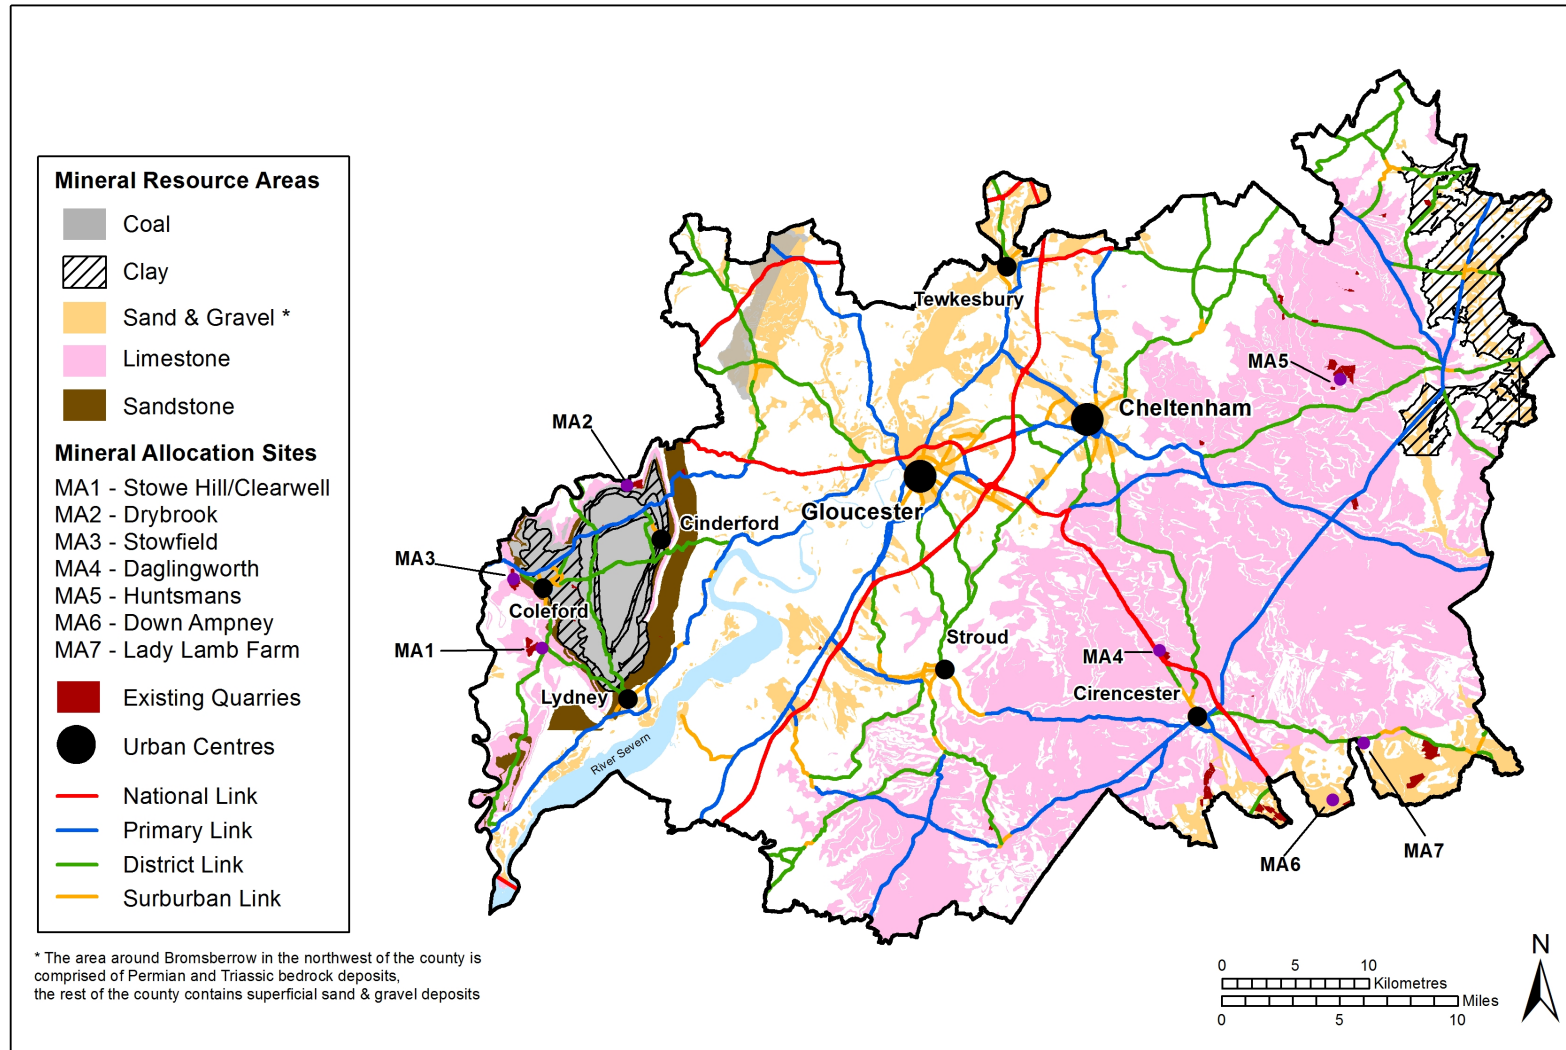 Mineral Resource Areas
Coal
Clay
Sand & Gravel *
Limestone
Sandstone
Mineral Allocation Sites
MA1 - Stowe Hill/Clearwell
MA2 - Drybrook
MA3 - Stowfield
MA4 - Daglingworth
MA5 - Huntsmans
MA6 - Down Ampney
MA7 - Lady Lamb Farm
Existing Quarries
Urban Centres
National Link
Primary Link
District Link
Surburban Link
* The area around Bromsberrow in the northwest of the county is
comprised of Permian and Triassic bedrock deposits,
the rest of the county contains superficial sand & gravel deposits
Tewkesbury
MA5
Cheltenham
MA2
Gloucester
Cinderford
MA3
Coleford
Stroud
MA1
MA4
Lydney
Cirencester
River Severn
MA7
MA6
N
0 5 10
Kilometres
Miles
0 5 10